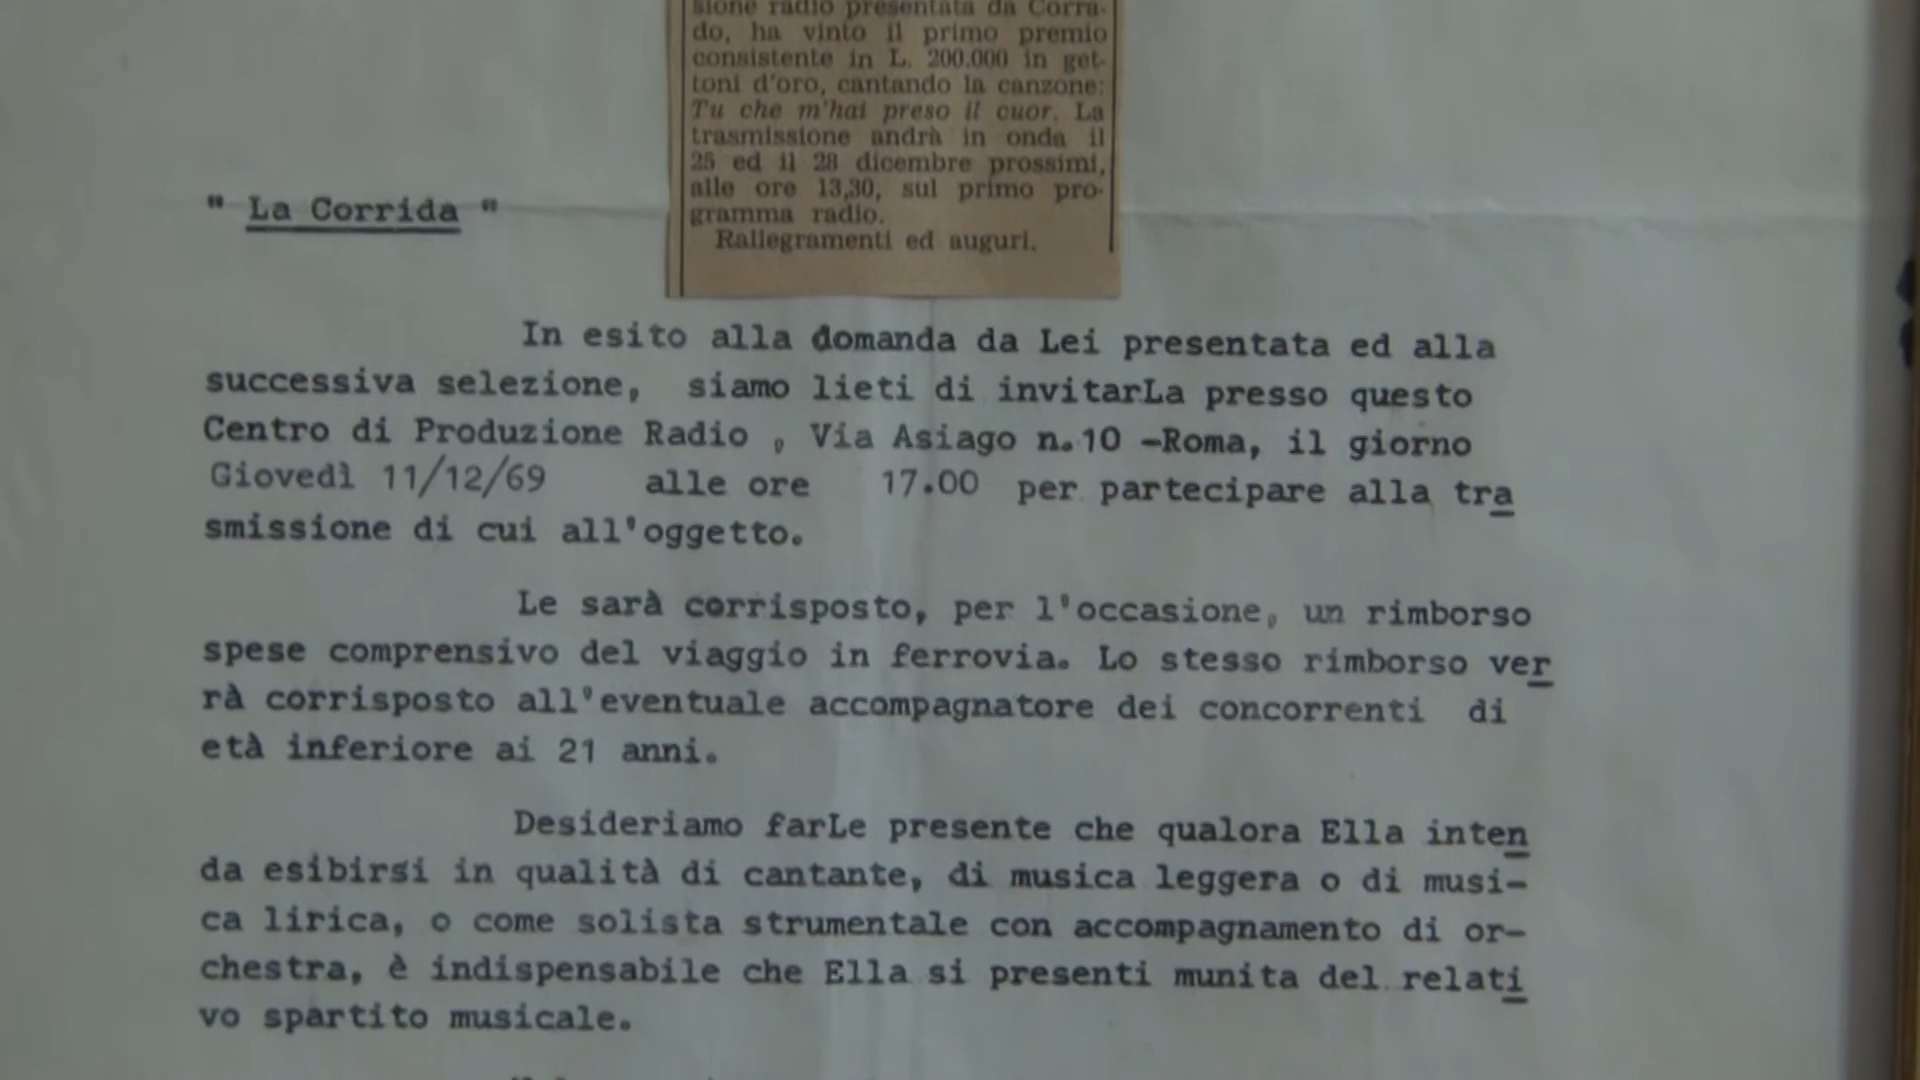 sione radio presentata da Corra-
do, ha vinto il primo premio
consistente in L. 200.000 in get-
toni d'oro, cantando la canzone:
Tu che m'hai preso il cuor. La
trasmissione andrà in onda il
25 ed il 28 dicembre prossimi,
alle ore 13,30, sul primo pro-
gramma radio.
Rallegramenti ed auguri.
" La Corrida "
In esito alla domanda da Lei presentata ed alla
successiva selezione, siamo lieti di invitarLa presso questo
Centro di Produzione Radio , Via Asiago n.10 -Roma, il giorno
Giovedì 11/12/69 alle ore 17.00 per partecipare alla tra
smissione di cui all'oggetto.
Le sarà corrisposto, per l'occasione, un rimborso
spese comprensivo del viaggio in ferrovia. Lo stesso rimborso ver
rà corrisposto all'eventuale accompagnatore dei concorrenti di
età inferiore ai 21 anni.
Desideriamo farLe presente che qualora Ella inten
da esibirsi in qualità di cantante, di musica leggera o di musi-
ca lirica, o come solista strumentale con accompagnamento di or-
chestra, è indispensabile che Ella si presenti munita del relati
vo spartito musicale.